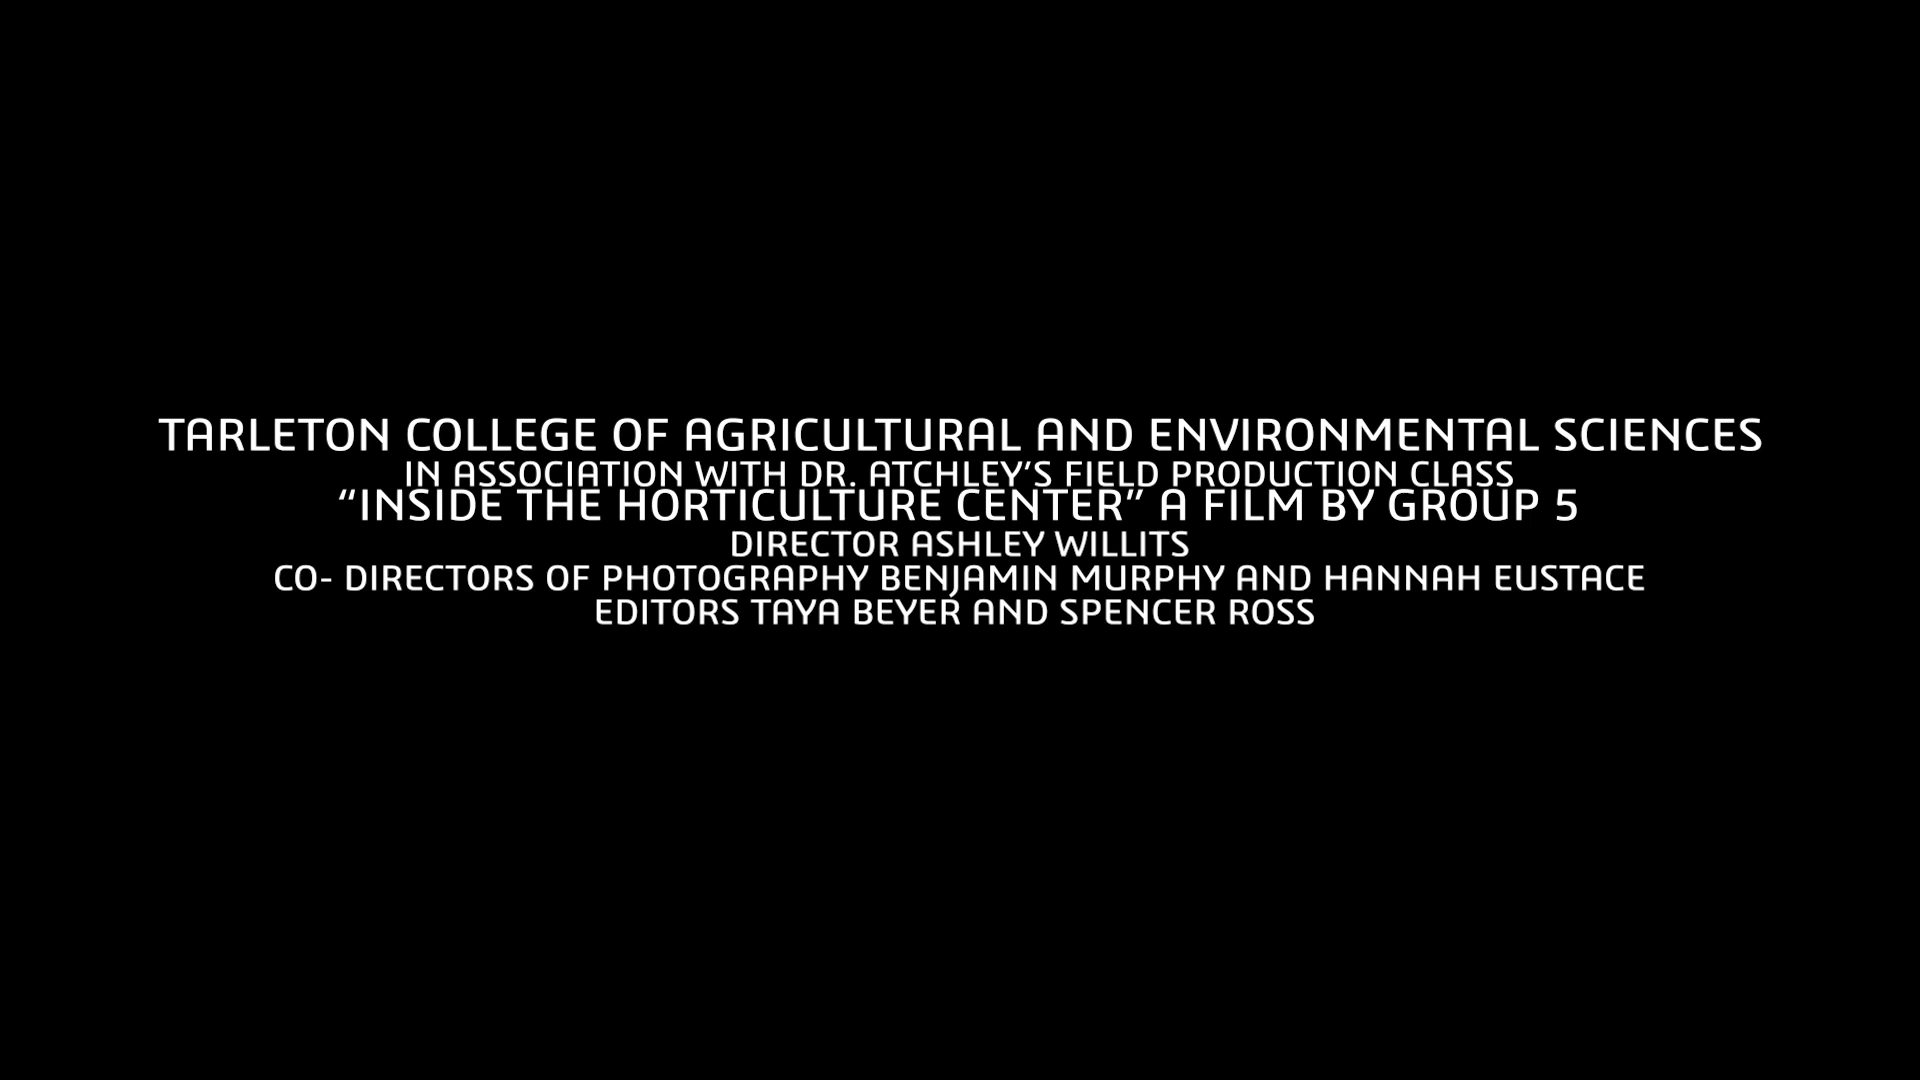 TARLETON COLLEGE OF AGRICULTURAL AND ENVIRONMENTAL SCIENCES
IN ASSOCIATION WITH DR. ATCHLEY’S FIELD PRODUCTION CLASS
“INSIDE THE HORTICULTURE CENTER” A FILM BY GROUP 5
DIRECTOR ASHLEY WILLITS
CO- DIRECTORS OF PHOTOGRAPHY BENJAMIN MURPHY AND HANNAH EUSTACE
EDITORS TAYA BEYER AND SPENCER ROSS